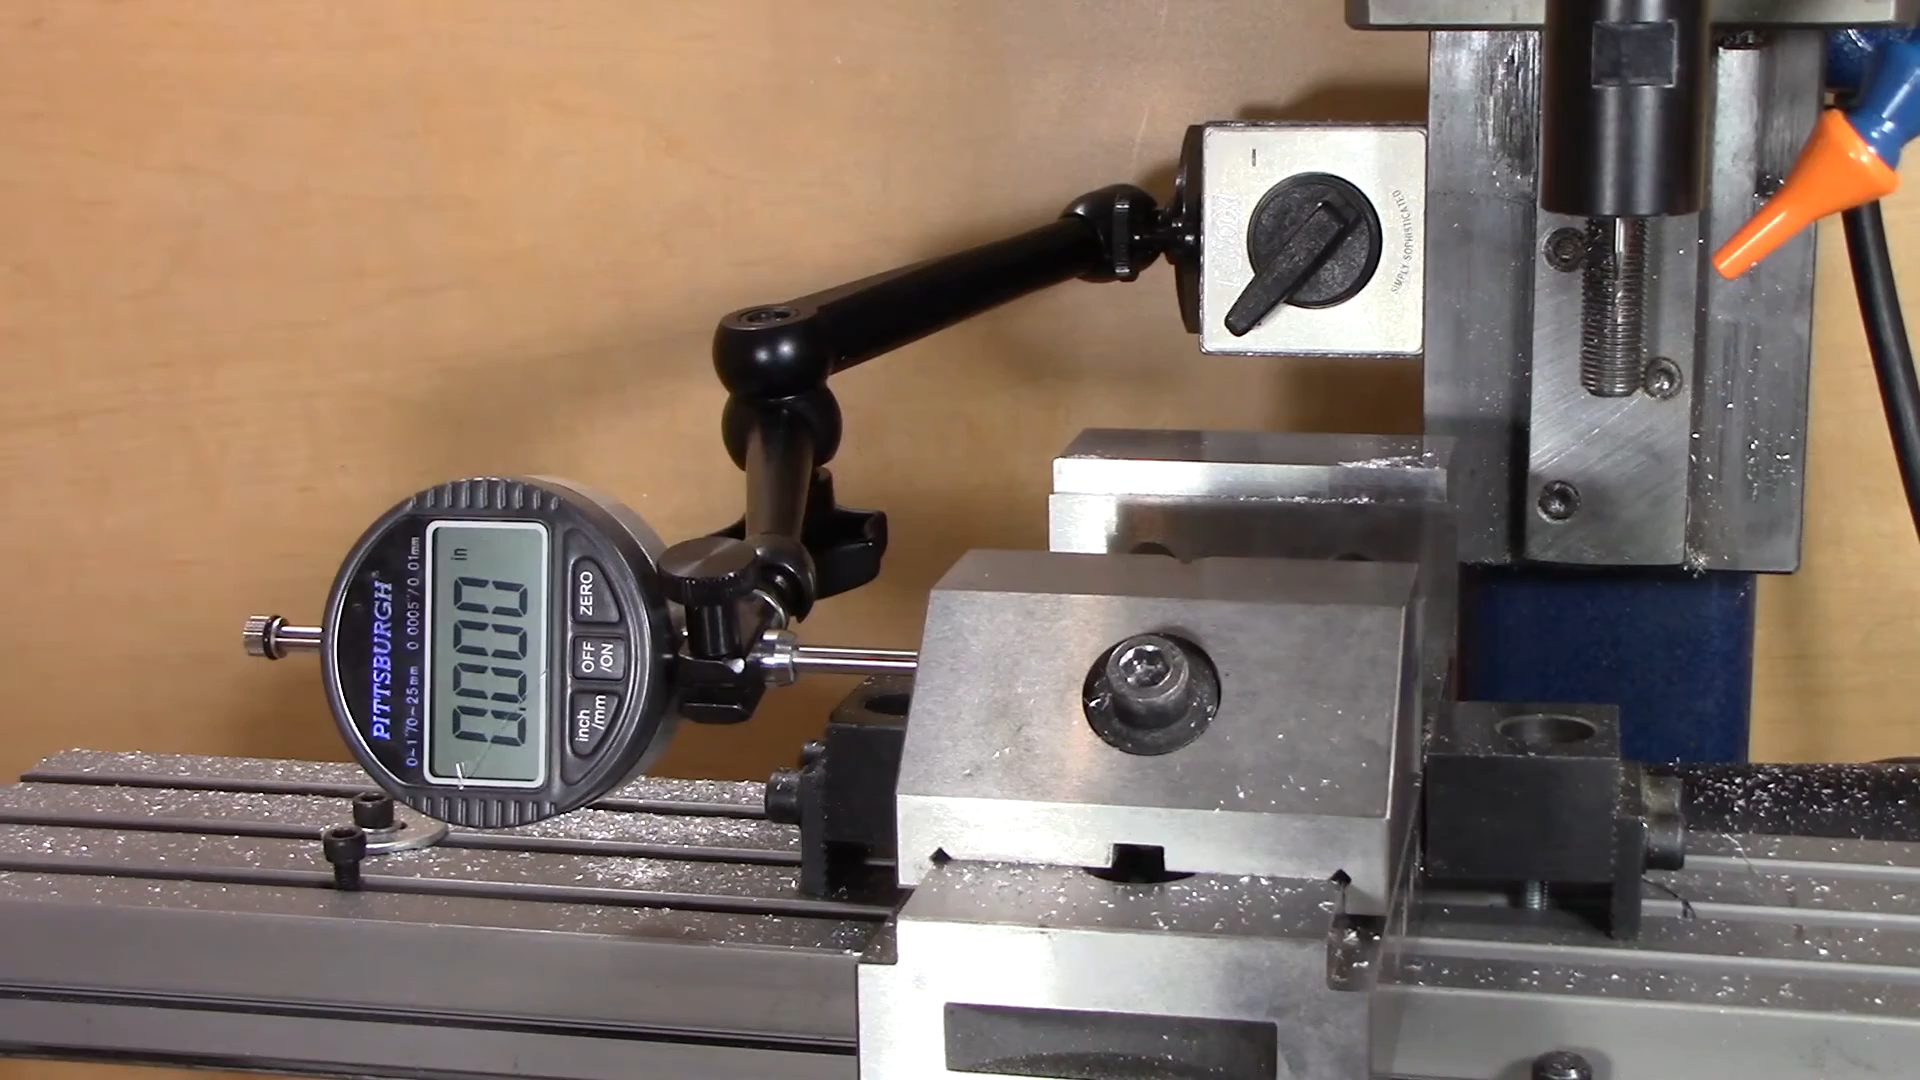 PITTSBURGH
0-1"/0-25mm 0.0005"/0.01mm
in
0.000
inch
/mm
OFF
/ON
ZERO
SIMPLY SOPHISTICATED